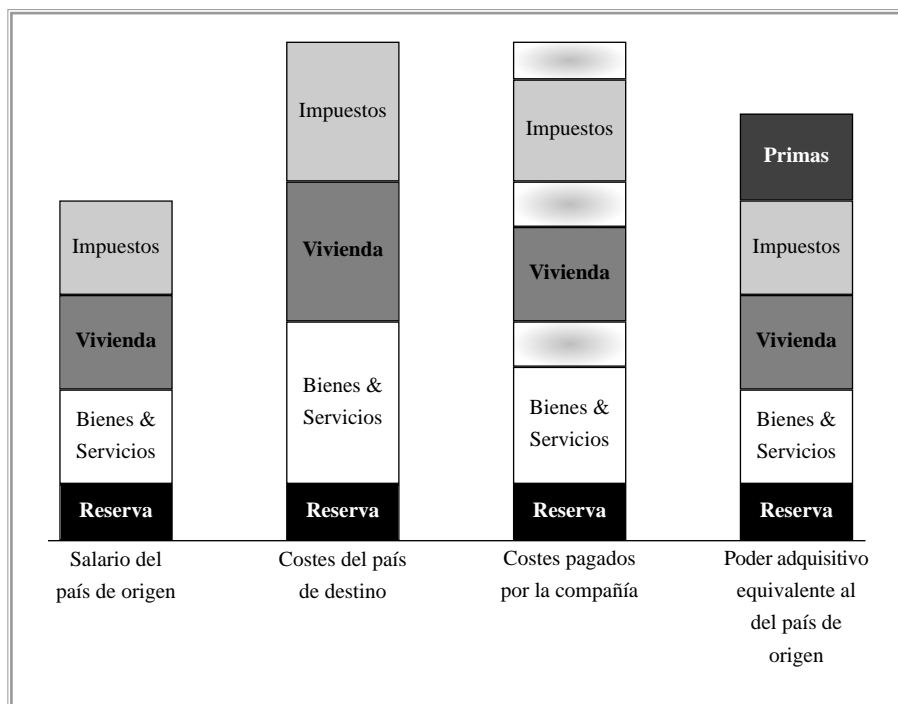 Impuestos
Vivienda
Bienes &
Servicios
Reserva
Salario del
país de origen
Impuestos
Vivienda
Bienes &
Servicios
Reserva
Costes del país
de destino
Impuestos
Vivienda
Bienes &
Servicios
Reserva
Costes pagados
por la compañía
Primas
Impuestos
Vivienda
Bienes &
Servicios
Reserva
Poder adquisitivo
equivalente al
del país de
origen